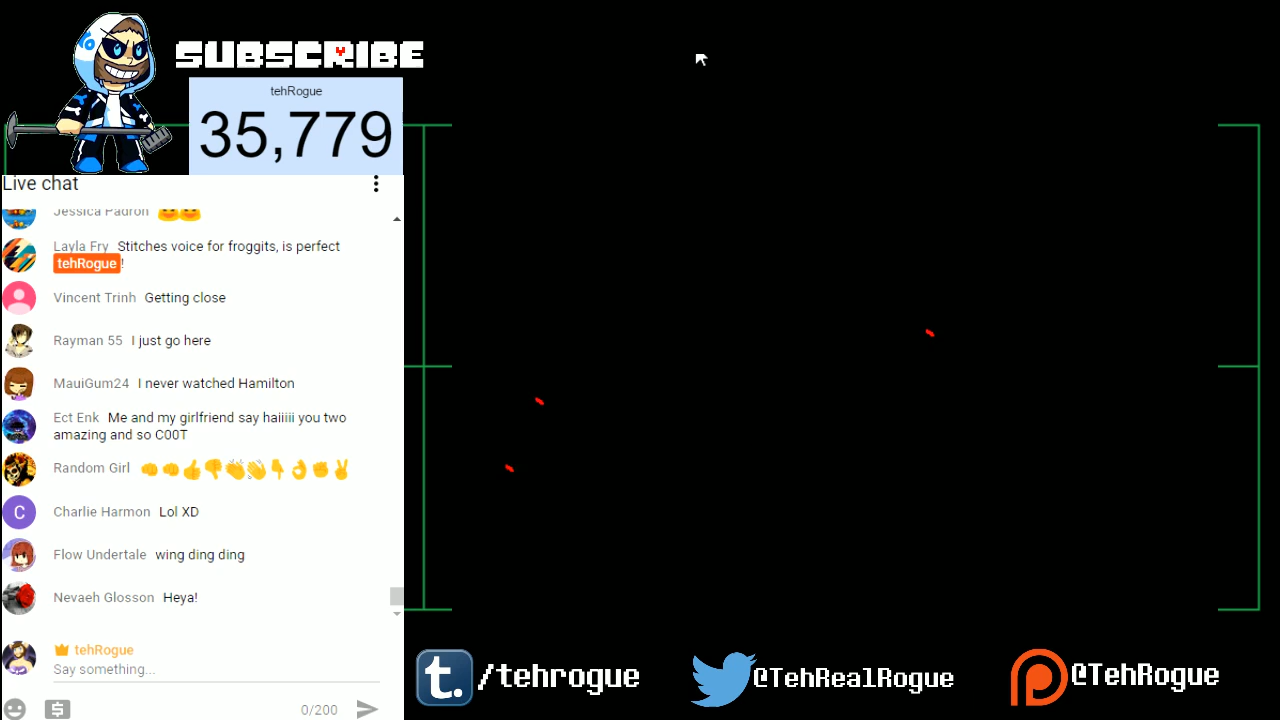 SUBSCRIBE
tehRogue
35,779
Live chat
Jessica Padron
Layla Fry Stitches voice for froggits, is perfect
tehRogue !
Vincent Trinh Getting close
Rayman 55 I just go here
MauiGum24 I never watched Hamilton
Ect Enk Me and my girlfriend say haiiiii you two
amazing and so C00T
Random Girl
Charlie Harmon Lol XD
C
Flow Undertale wing ding ding
Nevaeh Glosson Heya!
tehRogue
Say something...
0/200
t. /tehrogue
@TehRealRogue
@TehRogue